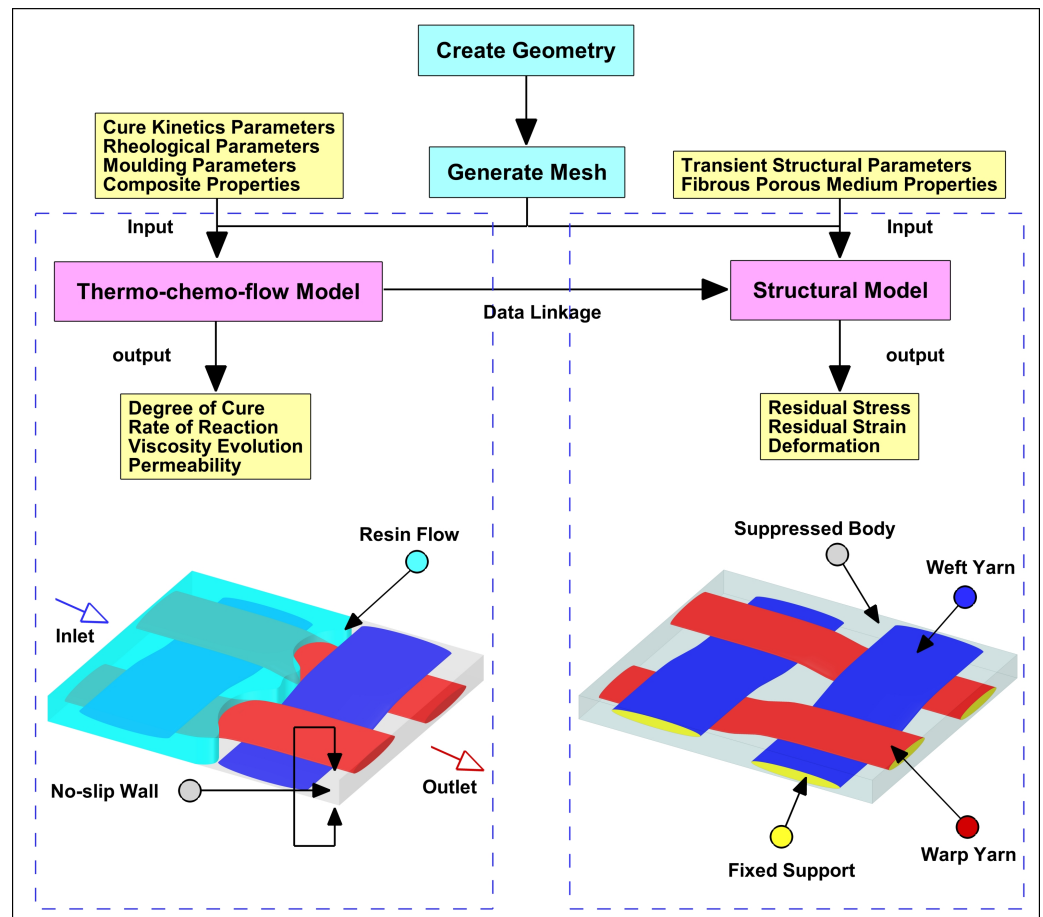 Create Geometry
Cure Kinetics Parameters
Rheological Parameters
Moulding Parameters
Composite Properties
Generate Mesh
Transient Structural Parameters
Fibrous Porous Medium Properties
Input
Input
Thermo-chemo-flow Model
Data Linkage
Structural Model
output
output
Degree of Cure
Rate of Reaction
Viscosity Evolution
Permeability
Residual Stress
Residual Strain
Deformation
Resin Flow
Suppressed Body
Weft Yarn
Inlet
No-slip Wall
Outlet
Fixed Support
Warp Yarn